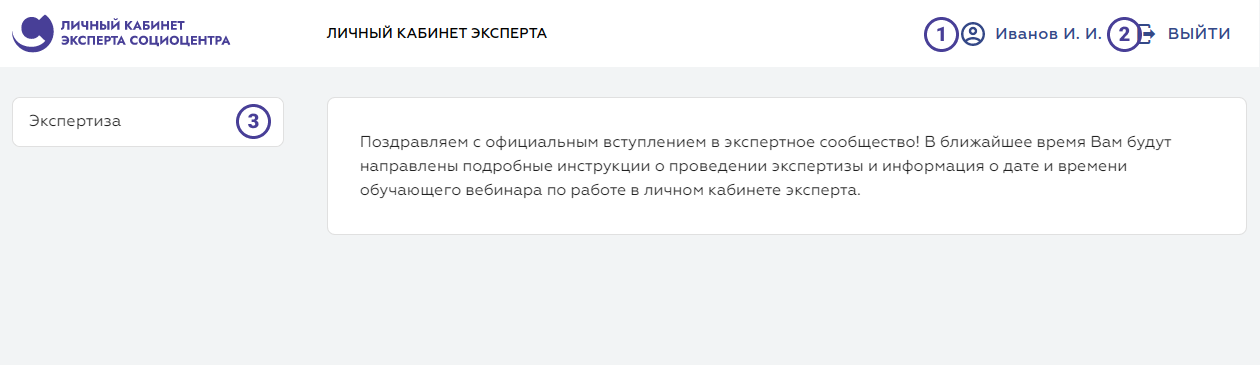 ЛИЧНЫЙ КАБИНЕТ
ЭКСПЕРТА СОЦИОЦЕНТРА
ЛИЧНЫЙ КАБИНЕТ ЭКСПЕРТА
1 Иванов И. И. 2 ВЫЙТИ
Экспертиза 3
Поздравляем с официальным вступлением в экспертное сообщество! В ближайшее время Вам будут
направлены подробные инструкции о проведении экспертизы и информация о дате и времени
обучающего вебинара по работе в личном кабинете эксперта.